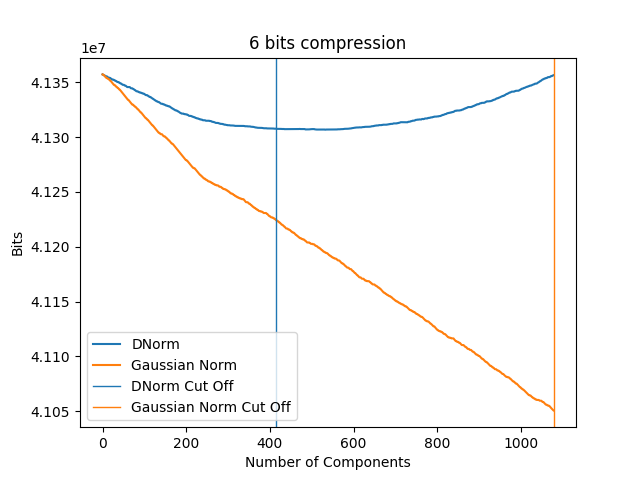 6 bits compression
1e7
4.135
4.130
4.125
4.120
4.115
4.110
4.105
Bits
DNorm
Gaussian Norm
DNorm Cut Off
Gaussian Norm Cut Off
0 200 400 600 800 1000
Number of Components